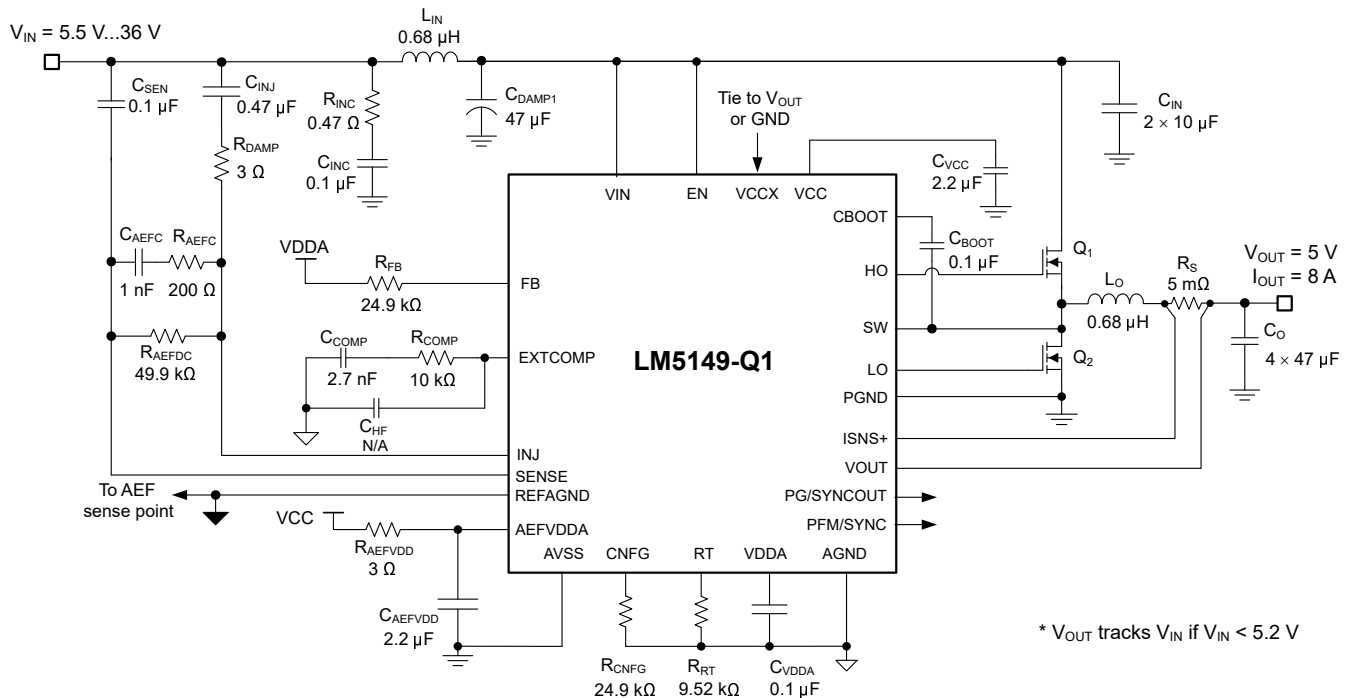 V_IN = 5.5 V...36 V
L_IN
0.68 µH
C_SEN
0.1 µF
C_INJ
0.47 µF
R_INC
0.47 Ω
C_DAMP1
47 µF
Tie to V_OUT
or GND
C_IN
2 × 10 µF
R_DAMP
3 Ω
C_INC
0.1 µF
C_VCC
2.2 µF
VIN
EN
VCCX
VCC
CBOOT
C_BOOT
0.1 µF
C_AEFC
1 nF
R_AEFC
200 Ω
VDDA
R_FB
24.9 kΩ
FB
HO
Q_1
V_OUT = 5 V
I_OUT = 8 A
L_O
0.68 µH
R_S
5 mΩ
R_AEFDC
49.9 kΩ
C_COMP
2.7 nF
R_COMP
10 kΩ
EXTCOMP
LM5149-Q1
SW
C_O
4 × 47 µF
LO
Q_2
C_HF
N/A
PGND
INJ
ISNS+
SENSE
VOUT
To AEF
sense point
REFAGND
PG/SYNCOUT
VCC
R_AEFVDD
3 Ω
AEFVDDA
PFM/SYNC
AVSS
CNFG
RT
VDDA
AGND
C_AEFVDD
2.2 µF
R_CNFG
24.9 kΩ
R_RT
9.52 kΩ
C_VDDA
0.1 µF
* V_OUT tracks V_IN if V_IN < 5.2 V